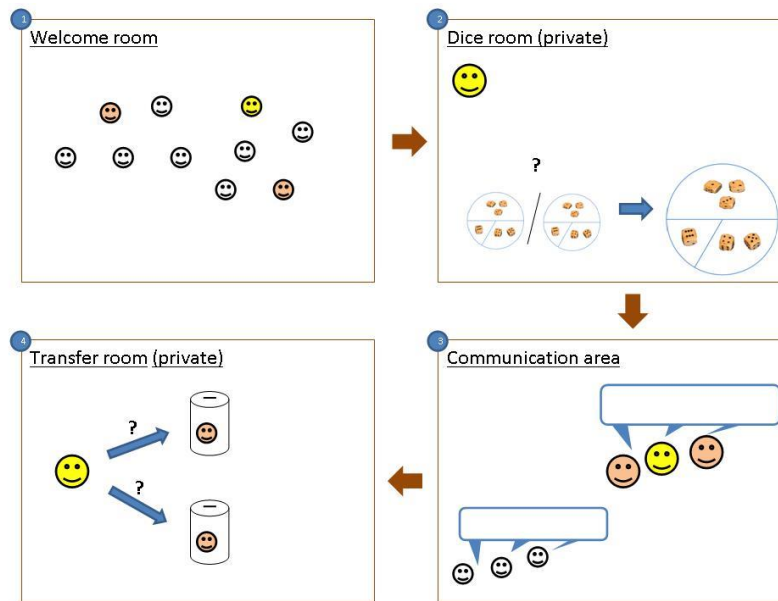 1
Welcome room
2
Dice room (private)
?
3
Communication area
4
Transfer room (private)
?
?